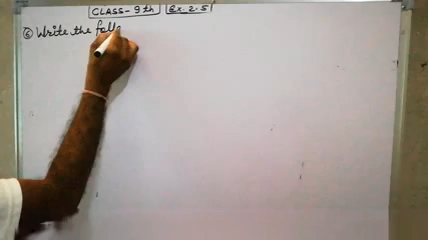 CLASS-9th Ex. 2.5
⑥ Write the foll